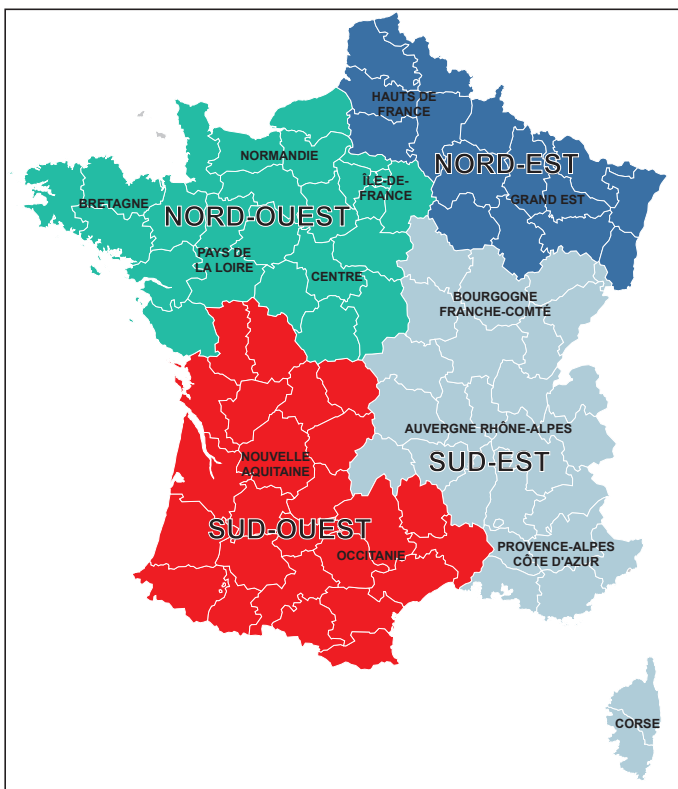 HAUTS DE
FRANCE
NORMANDIE
NORD-EST
ÎLE-DE-
FRANCE
BRETAGNE
GRAND EST
NORD-OUEST
PAYS DE
LA LOIRE
CENTRE
BOURGOGNE
FRANCHE-COMTÉ
AUVERGNE RHÔNE-ALPES
NOUVELLE
AQUITAINE
SUD-EST
SUD-OUEST
OCCITANIE
PROVENCE-ALPES
CÔTE D'AZUR
CORSE